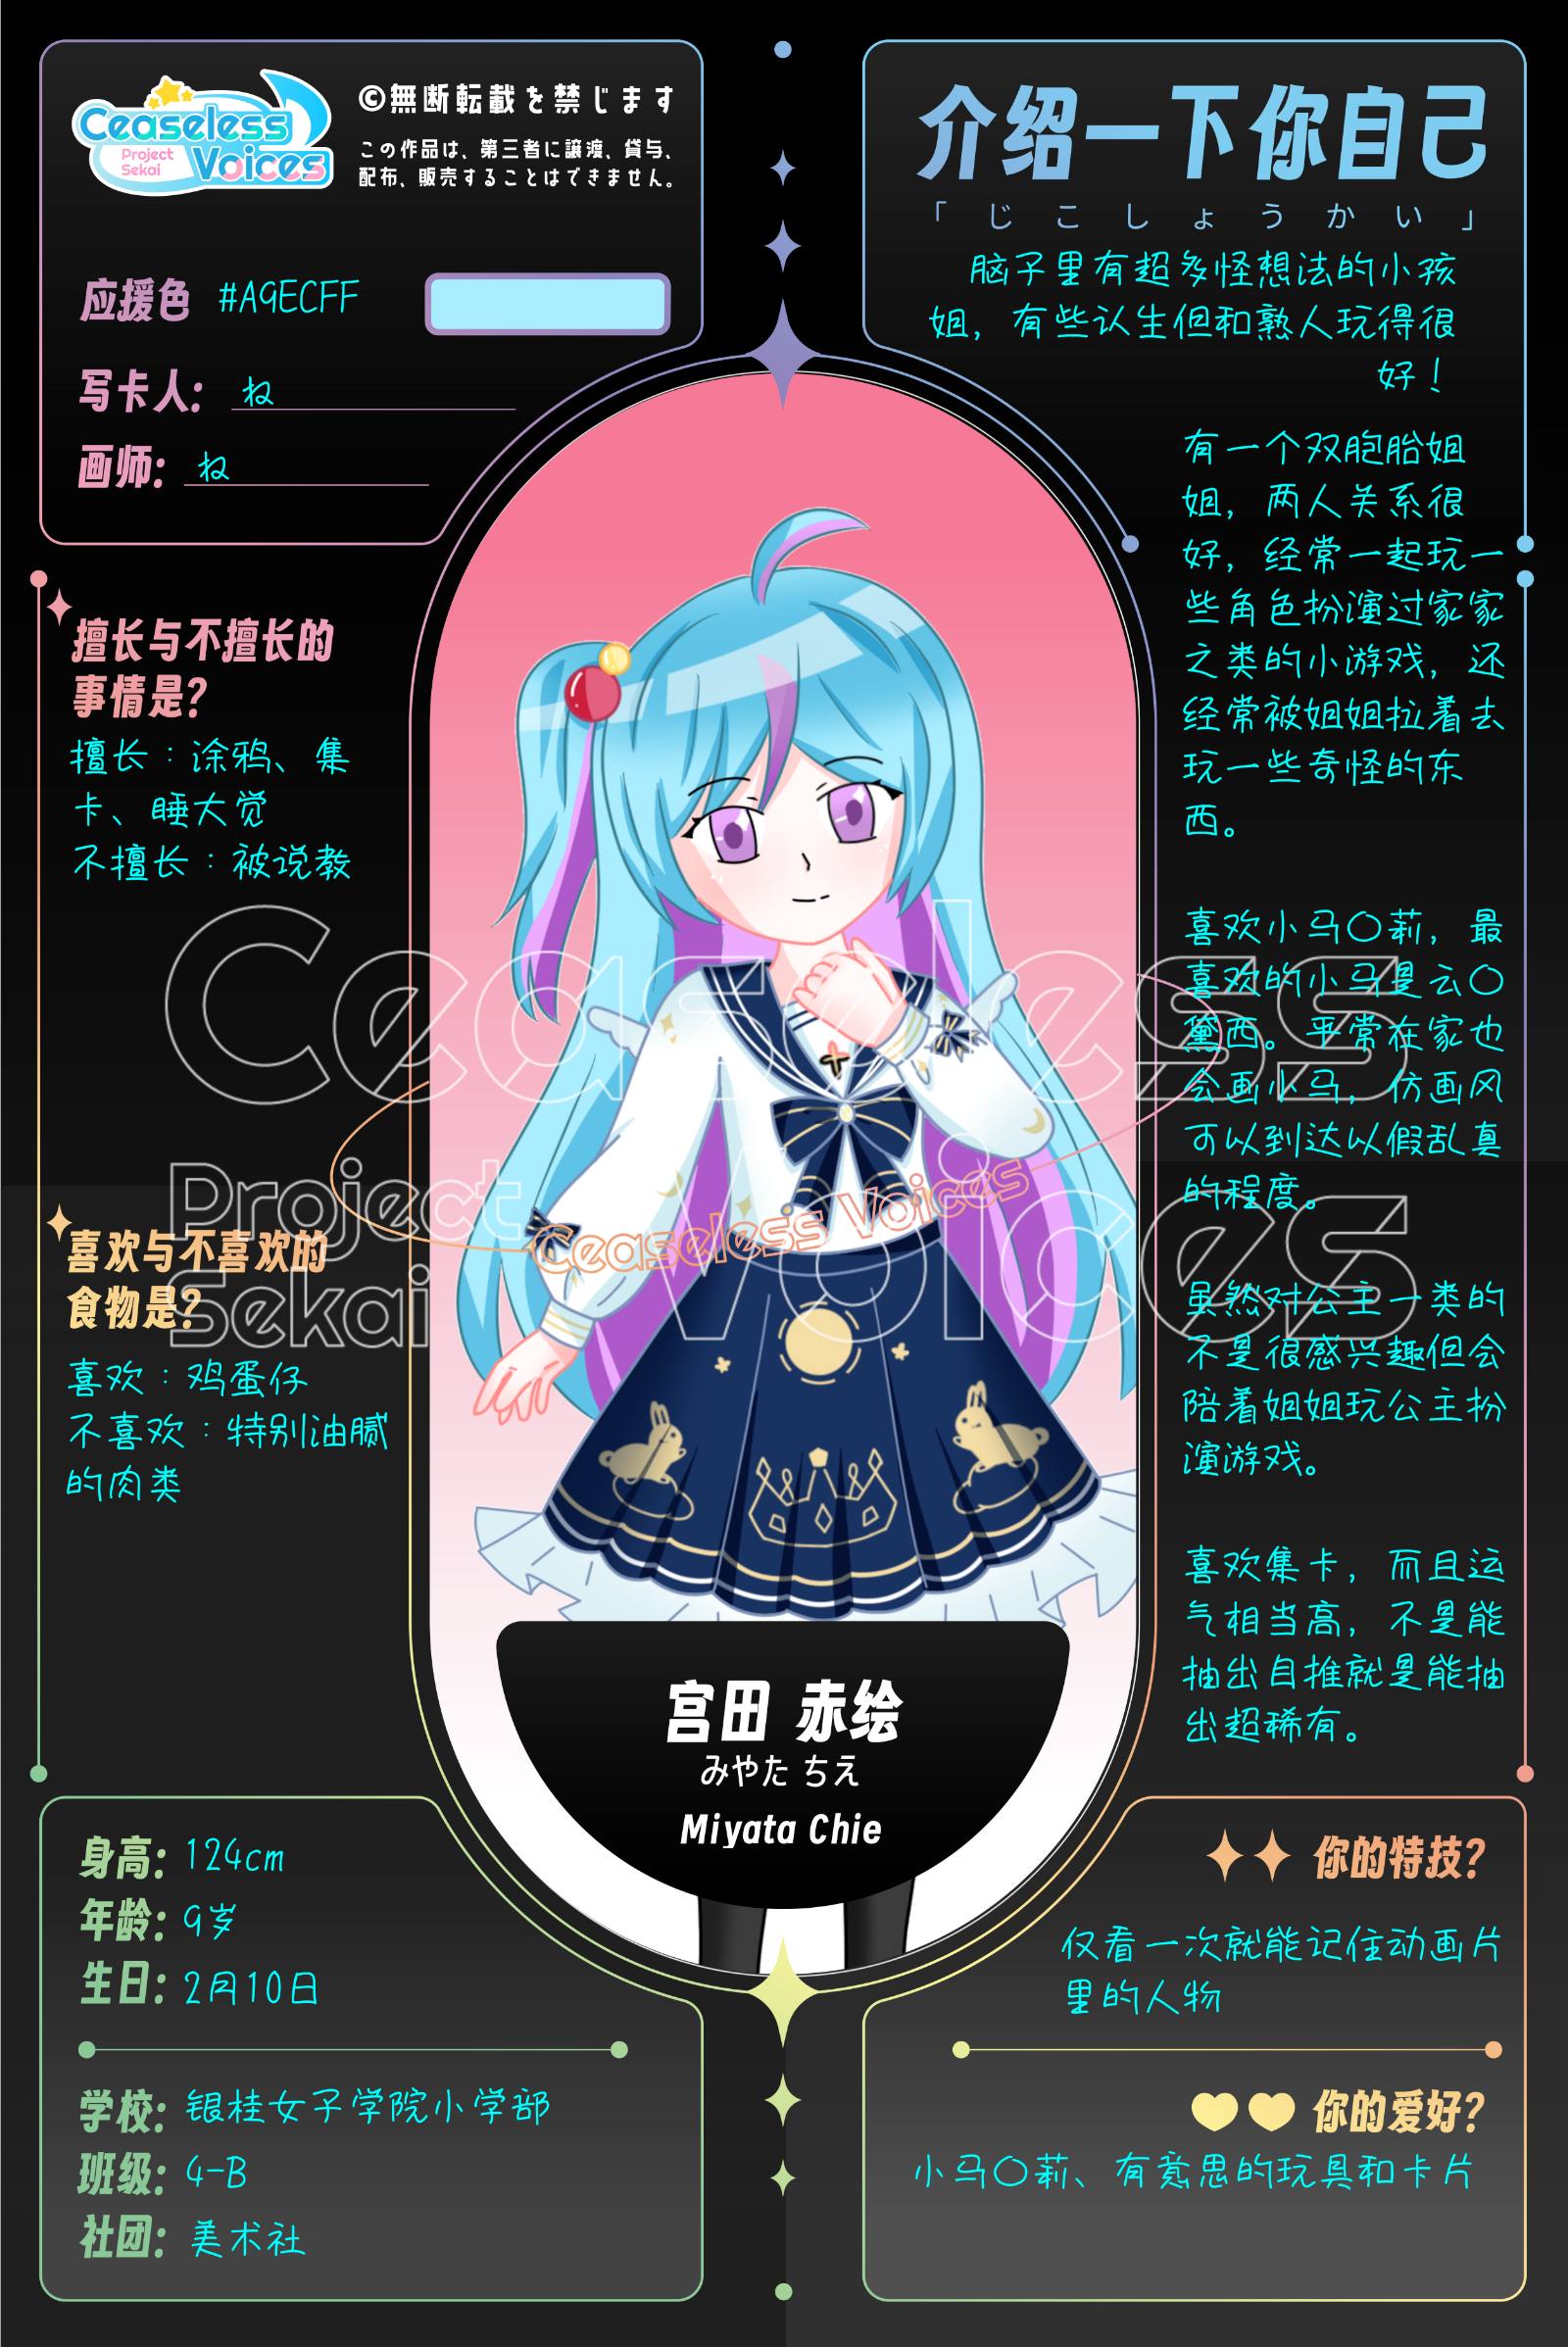 Ceaseless
Project
Sekai
Voices
©無断転載を禁じます
この作品は、第三者に譲渡、貸与、
配布、販売することはできません。
应援色 #A9ECFF
写卡人: ね
画师: ね
介绍一下你自己
「じこしょうかい」
脑子里有超多怪想法的小孩
姐，有些认生但和熟人玩得很
好！
有一个双胞胎姐
姐，两人关系很
好，经常一起玩一
些角色扮演过家家
之类的小游戏，还
经常被姐姐拉着去
玩一些奇怪的东
西。
喜欢小马〇莉，最
喜欢的小马是云〇
黛西。平常在家也
会画小马，仿画风
可以到达以假乱真
的程度。
虽然对公主一类的
不是很感兴趣但会
陪着姐姐玩公主扮
演游戏。
喜欢集卡，而且运
气相当高，不是能
抽出自推就是能抽
出超稀有。
擅长与不擅长的
事情是?
擅长：涂鸦、集
卡、睡大觉
不擅长：被说教
喜欢与不喜欢的
食物是?
喜欢：鸡蛋仔
不喜欢：特别油腻
的肉类
Ceaseless
Project
Sekai
Voices
Ceaseless Voices
宫田 赤绘
みやた ちえ
Miyata Chie
身高: 124cm
年龄: 9岁
生日: 2月10日
学校: 银桂女子学院小学部
班级: 4-B
社团: 美术社
你的特技?
仅看一次就能记住动画片
里的人物
你的爱好?
小马〇莉、有意思的玩具和卡片